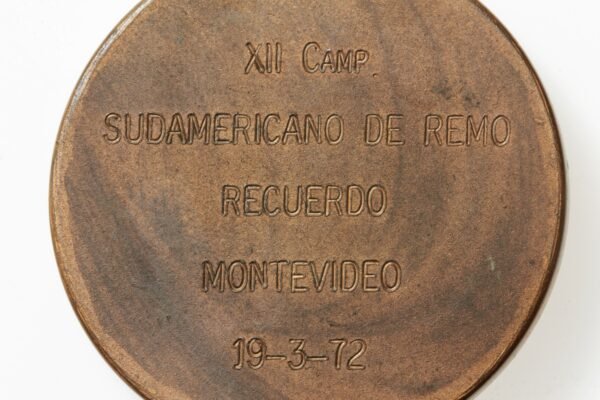 XII CAMP.
SUDAMERICANO DE REMO
RECUERDO
MONTEVIDEO
19-3-72